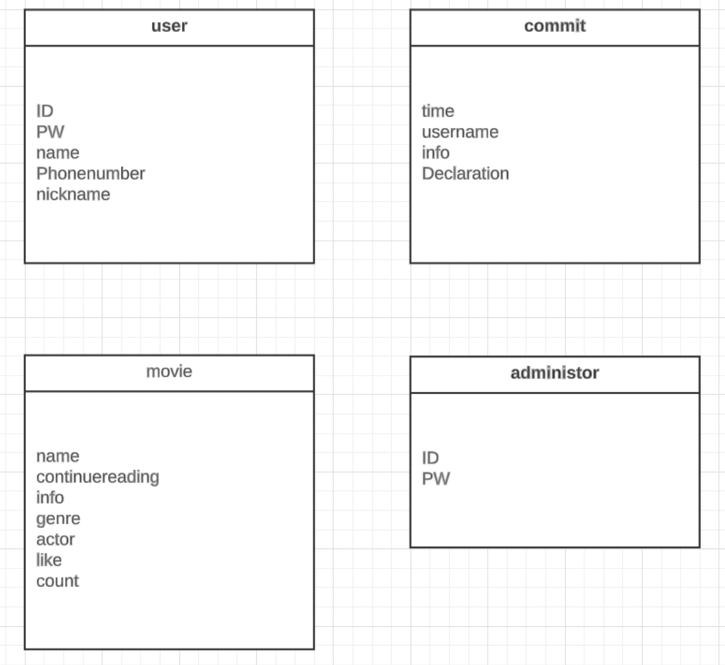 user
ID
PW
name
Phonenumber
nickname
commit
time
username
info
Declaration
movie
name
continuereading
info
genre
actor
like
count
administor
ID
PW